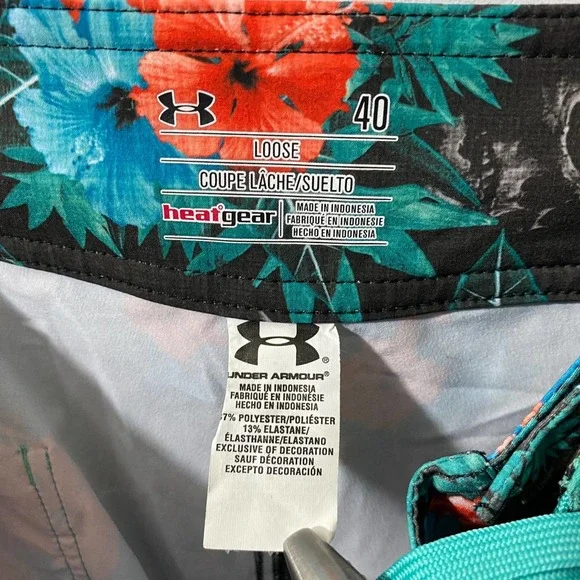 40
LOOSE
COUPE LÂCHE/SUELTO
heatgear
MADE IN INDONESIA
FABRIQUÉ EN INDONÉSIE
HECHO EN INDONESIA
UNDER ARMOUR®
MADE IN INDONESIA
FABRIQUÉ EN INDONÉSIE
HECHO EN INDONESIA
7% POLYESTER/POLIÉSTER
13% ELASTANE/
ÉLASTHANNE/ELASTANO
EXCLUSIVE OF DECORATION
SAUF DÉCORATION
EXCEPTO DECORACIÓN